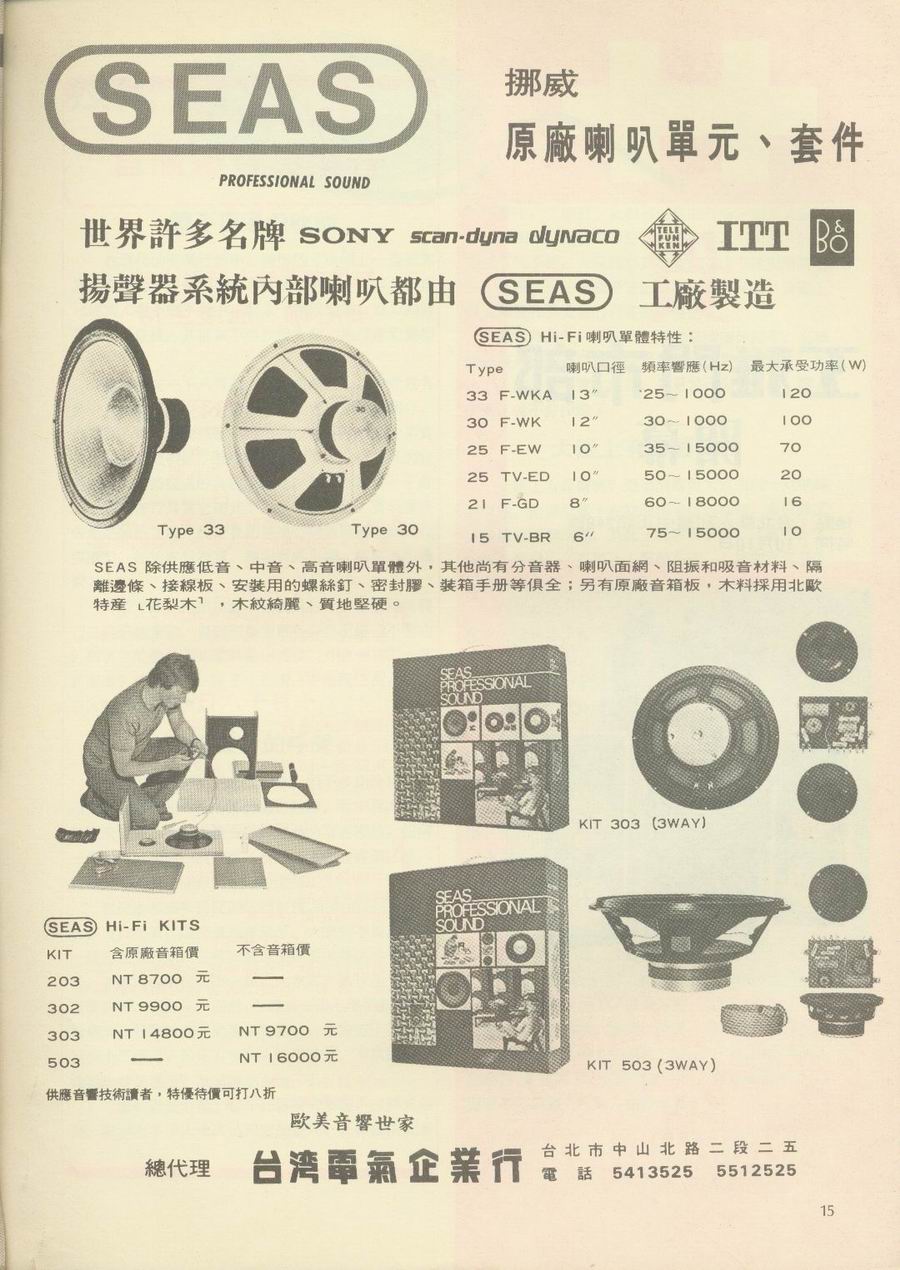 SEAS
PROFESSIONAL SOUND
挪威
原廠喇叭單元、套件
世界許多名牌 SONY scan-dyna dynaco TELEFUNKEN ITT B&O
揚聲器系統內部喇叭都由 SEAS 工廠製造
SEAS Hi-Fi 喇叭單體特性：
Type 喇叭口徑 頻率響應(Hz) 最大承受功率(W)
33 F-WKA 13″ 25~1000 120
30 F-WK 12″ 30~1000 100
25 F-EW 10″ 35~15000 70
25 TV-ED 10″ 50~15000 20
21 F-GD 8″ 60~18000 16
15 TV-BR 6″ 75~15000 10
30
Type 33
Type 30
SEAS 除供應低音、中音、高音喇叭單體外，其他尚有分音器、喇叭面網、阻振和吸音材料、隔
離邊條、接線板、安裝用的螺絲釘、密封膠、裝箱手册等俱全；另有原廠音箱板，木料採用北歐
特産「花梨木」，木紋綺麗、質地堅硬。
SEAS
PROFESSIONAL
SOUND
KIT 303 (3WAY)
SEAS
PROFESSIONAL
SOUND
KIT 503 (3WAY)
SEAS Hi-Fi KITS
KIT 含原廠音箱價 不含音箱價
203 NT 8700 元 —
302 NT 9900 元 —
303 NT 14800元 NT 9700 元
503 — NT 16000元
供應音響技術讀者，特優待價可打八折
歐美音響世家
總代理 台湾電氣企業行
台北市中山北路二段二五
電話 5413525 5512525
15